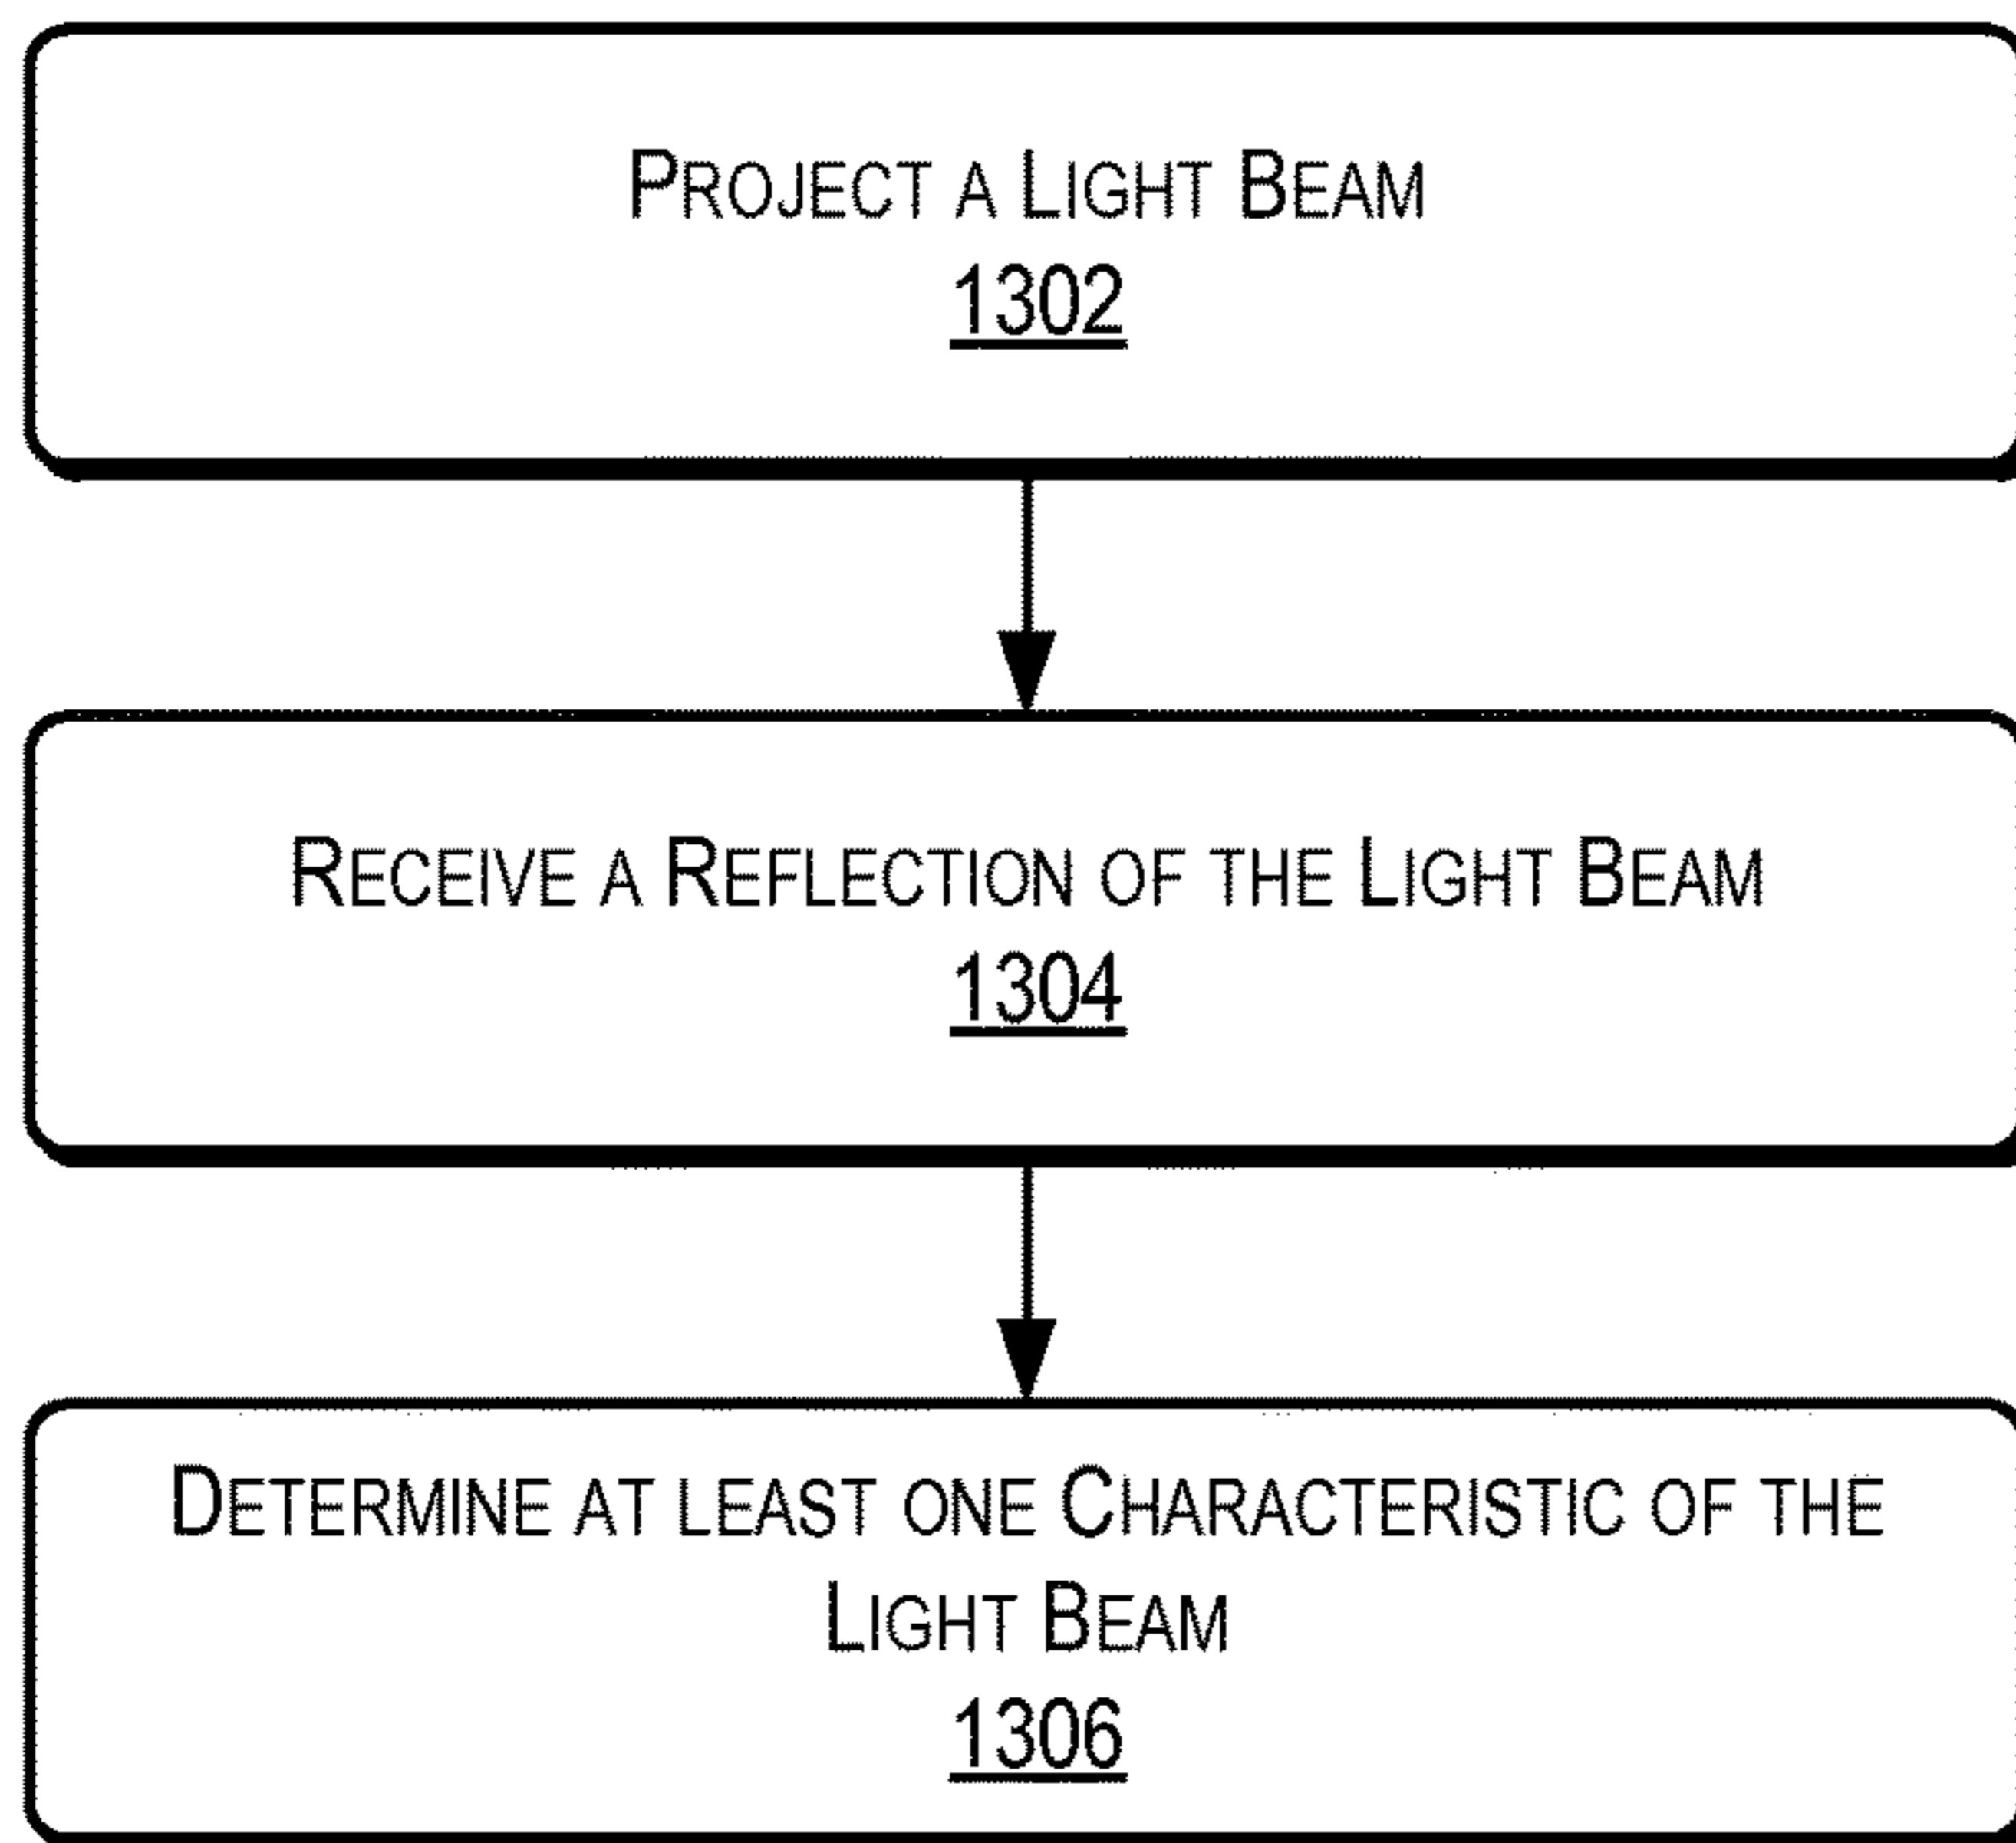 Project a Light Beam
1302
Receive a Reflection of the Light Beam
1304
Determine at least one Characteristic of the
Light Beam
1306